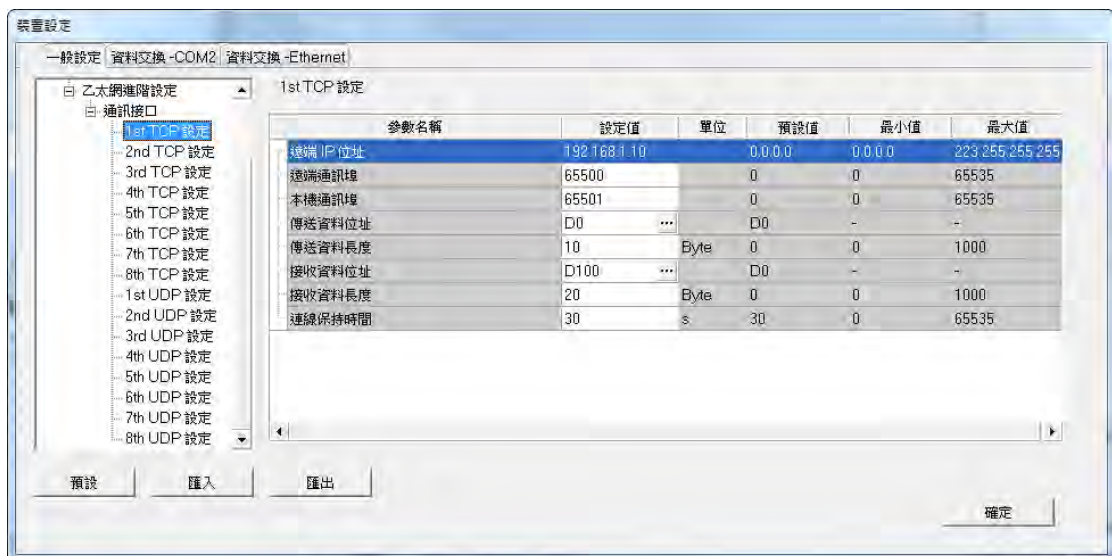 裝置設定
一般設定 資料交換 -COM2 資料交換 -Ethernet
乙太網進階設定
通訊接口
1st TCP 設定
2nd TCP 設定
3rd TCP 設定
4th TCP 設定
5th TCP 設定
6th TCP 設定
7th TCP 設定
8th TCP 設定
1st UDP 設定
2nd UDP 設定
3rd UDP 設定
4th UDP 設定
5th UDP 設定
6th UDP 設定
7th UDP 設定
8th UDP 設定
1st TCP 設定
參數名稱 設定值 單位 預設值 最小值 最大值
遠端 IP 位址 192.168.1.10 0.0.0.0 0.0.0.0 223.255.255.255
遠端通訊埠 65500 0 0 65535
本機通訊埠 65501 0 0 65535
傳送資料位址 D0 ... D0 - -
傳送資料長度 10 Byte 0 0 1000
接收資料位址 D100 ... D0 - -
接收資料長度 20 Byte 0 0 1000
連線保持時間 30 s 30 0 65535
預設 匯入 匯出
確定